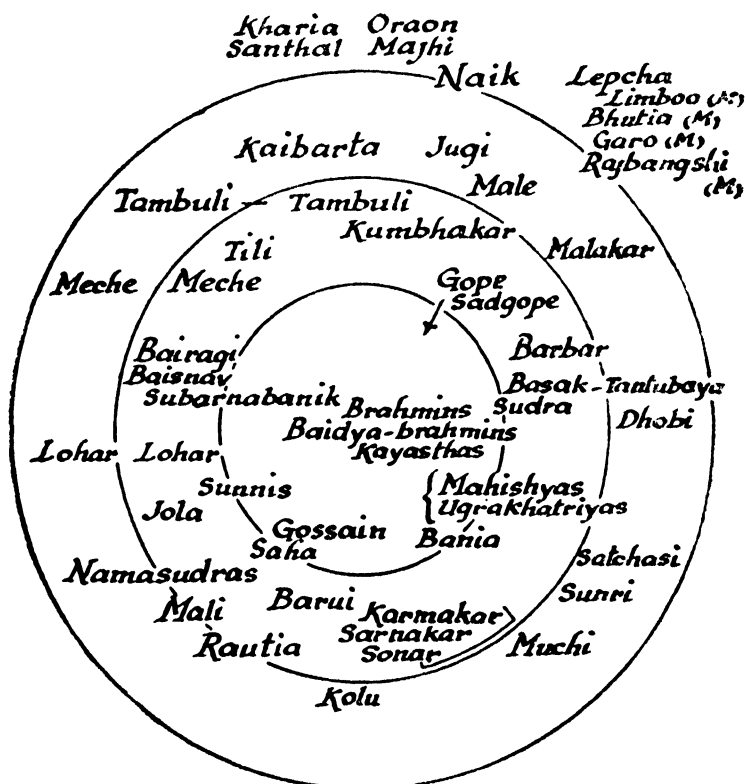 Kharia Oraon
Santhal Majhi
Naik
Lepcha
Limboo (M)
Bhutia (M)
Garo (M)
Rajbangshi
(M)
Kaibarta Jugi
Male
Tambuli — Tambuli
Kumbhakar
Tili
Malakar
Meche Meche
Gope
Sadgope
Bairagi
Baisnav
Subarnabanik
Barbar
Basak - Tantubaya
Sudra
Dhobi
Brahmins
Baidya-brahmins
Kayasthas
Lohar Lohar
Sunnis
Jola
Mahishyas
Ugrakhatriyas
Gossain
Saha
Bania
Satchasi
Sunri
Namasudras
Mali
Rautia
Barui
Karmakar
Sarnakar
Sonar
Muchi
Kolu